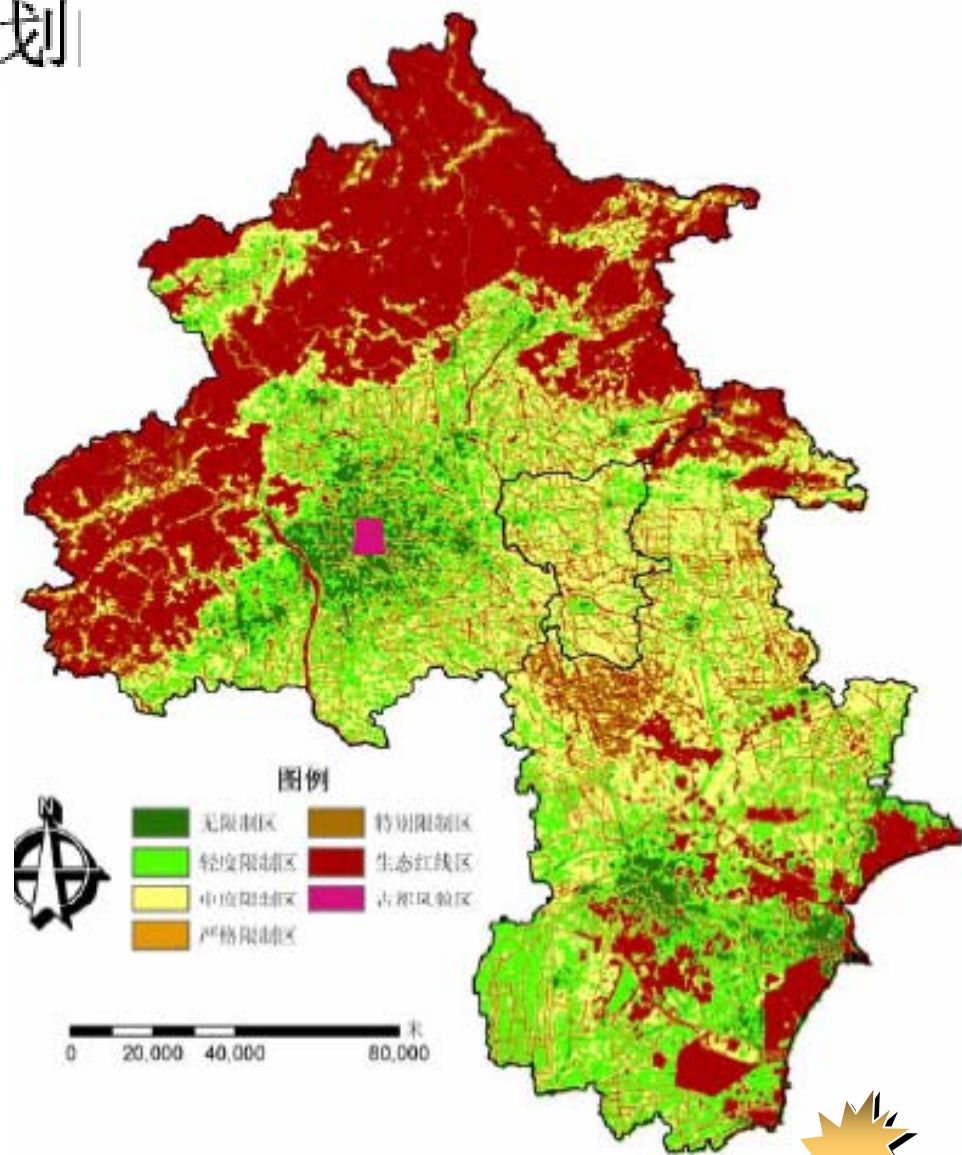 划
图例
无限制区
特别限制区
轻度限制区
生态红线区
中度限制区
古都风貌区
严格限制区
N
米
0 20,000 40,000 80,000